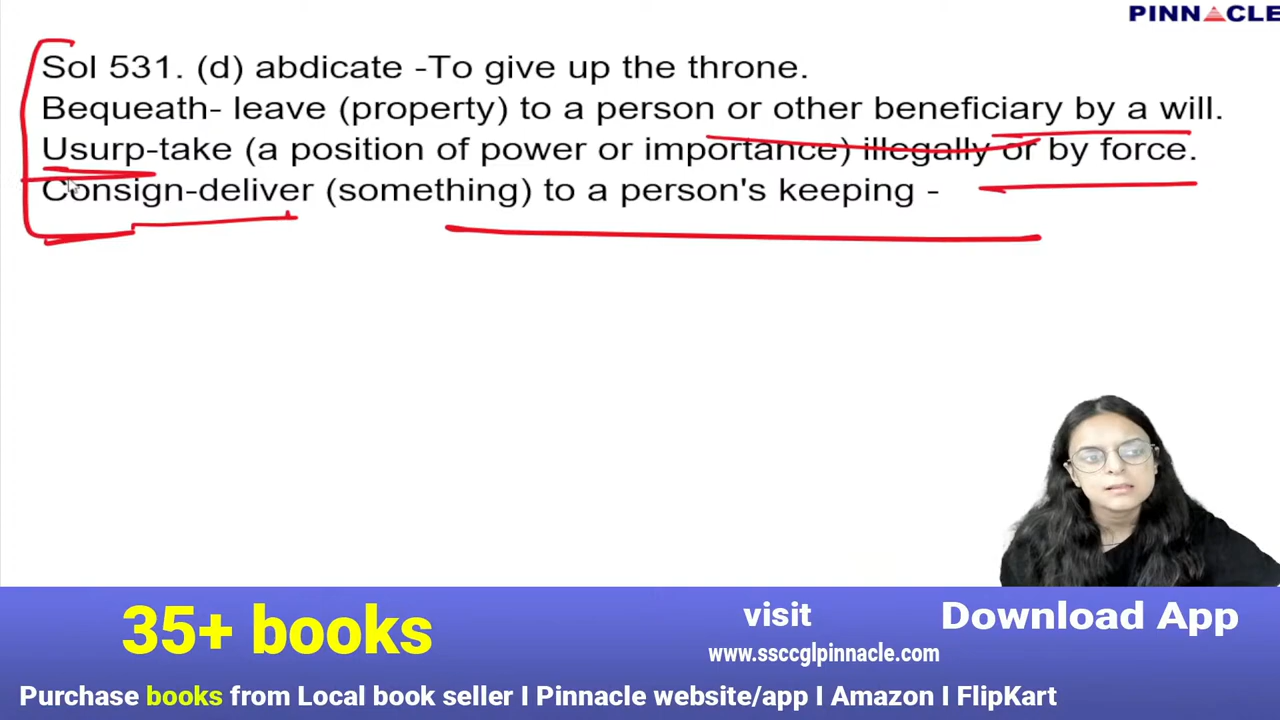 PINNACLE
Sol 531. (d) abdicate -To give up the throne.
Bequeath- leave (property) to a person or other beneficiary by a will.
Usurp-take (a position of power or importance) illegally or by force.
Consign-deliver (something) to a person's keeping -
35+ books
visit
www.ssccglpinnacle.com
Download App
Purchase books from Local book seller I Pinnacle website/app I Amazon I FlipKart